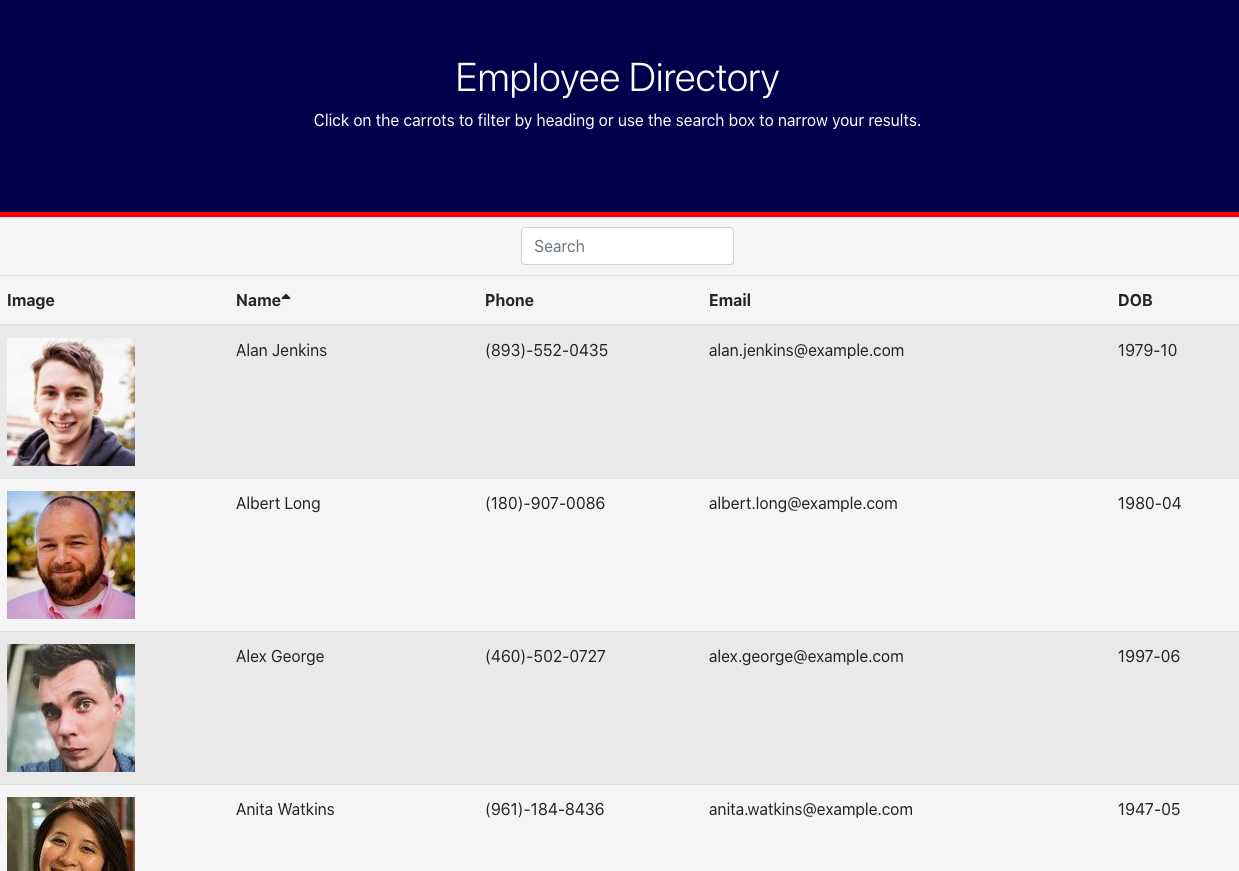 Employee Directory
Click on the carrots to filter by heading or use the search box to narrow your results.
Search
Image Name Phone Email DOB
Alan Jenkins (893)-552-0435 alan.jenkins@example.com 1979-10
Albert Long (180)-907-0086 albert.long@example.com 1980-04
Alex George (460)-502-0727 alex.george@example.com 1997-06
Anita Watkins (961)-184-8436 anita.watkins@example.com 1947-05